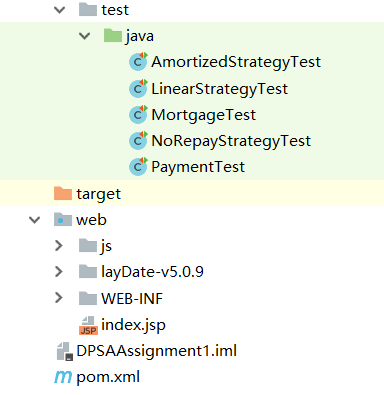 test
java
AmortizedStrategyTest
LinearStrategyTest
MortgageTest
NoRepayStrategyTest
PaymentTest
target
web
js
layDate-v5.0.9
WEB-INF
JSP index.jsp
DPSAAssignment1.iml
pom.xml